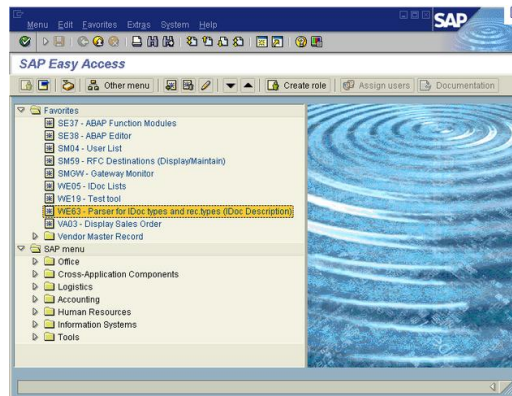 Menu Edit Favorites Extras System Help
SAP
SAP Easy Access
Other menu Create role Assign users Documentation
Favorites
SE37 - ABAP Function Modules
SE38 - ABAP Editor
SM04 - User List
SM59 - RFC Destinations (Display/Maintain)
SMGW - Gateway Monitor
WE05 - IDoc Lists
WE19 - Test tool
WE63 - Parser for IDoc types and rec.types (IDoc Description)
VA03 - Display Sales Order
Vendor Master Record
SAP menu
Office
Cross-Application Components
Logistics
Accounting
Human Resources
Information Systems
Tools